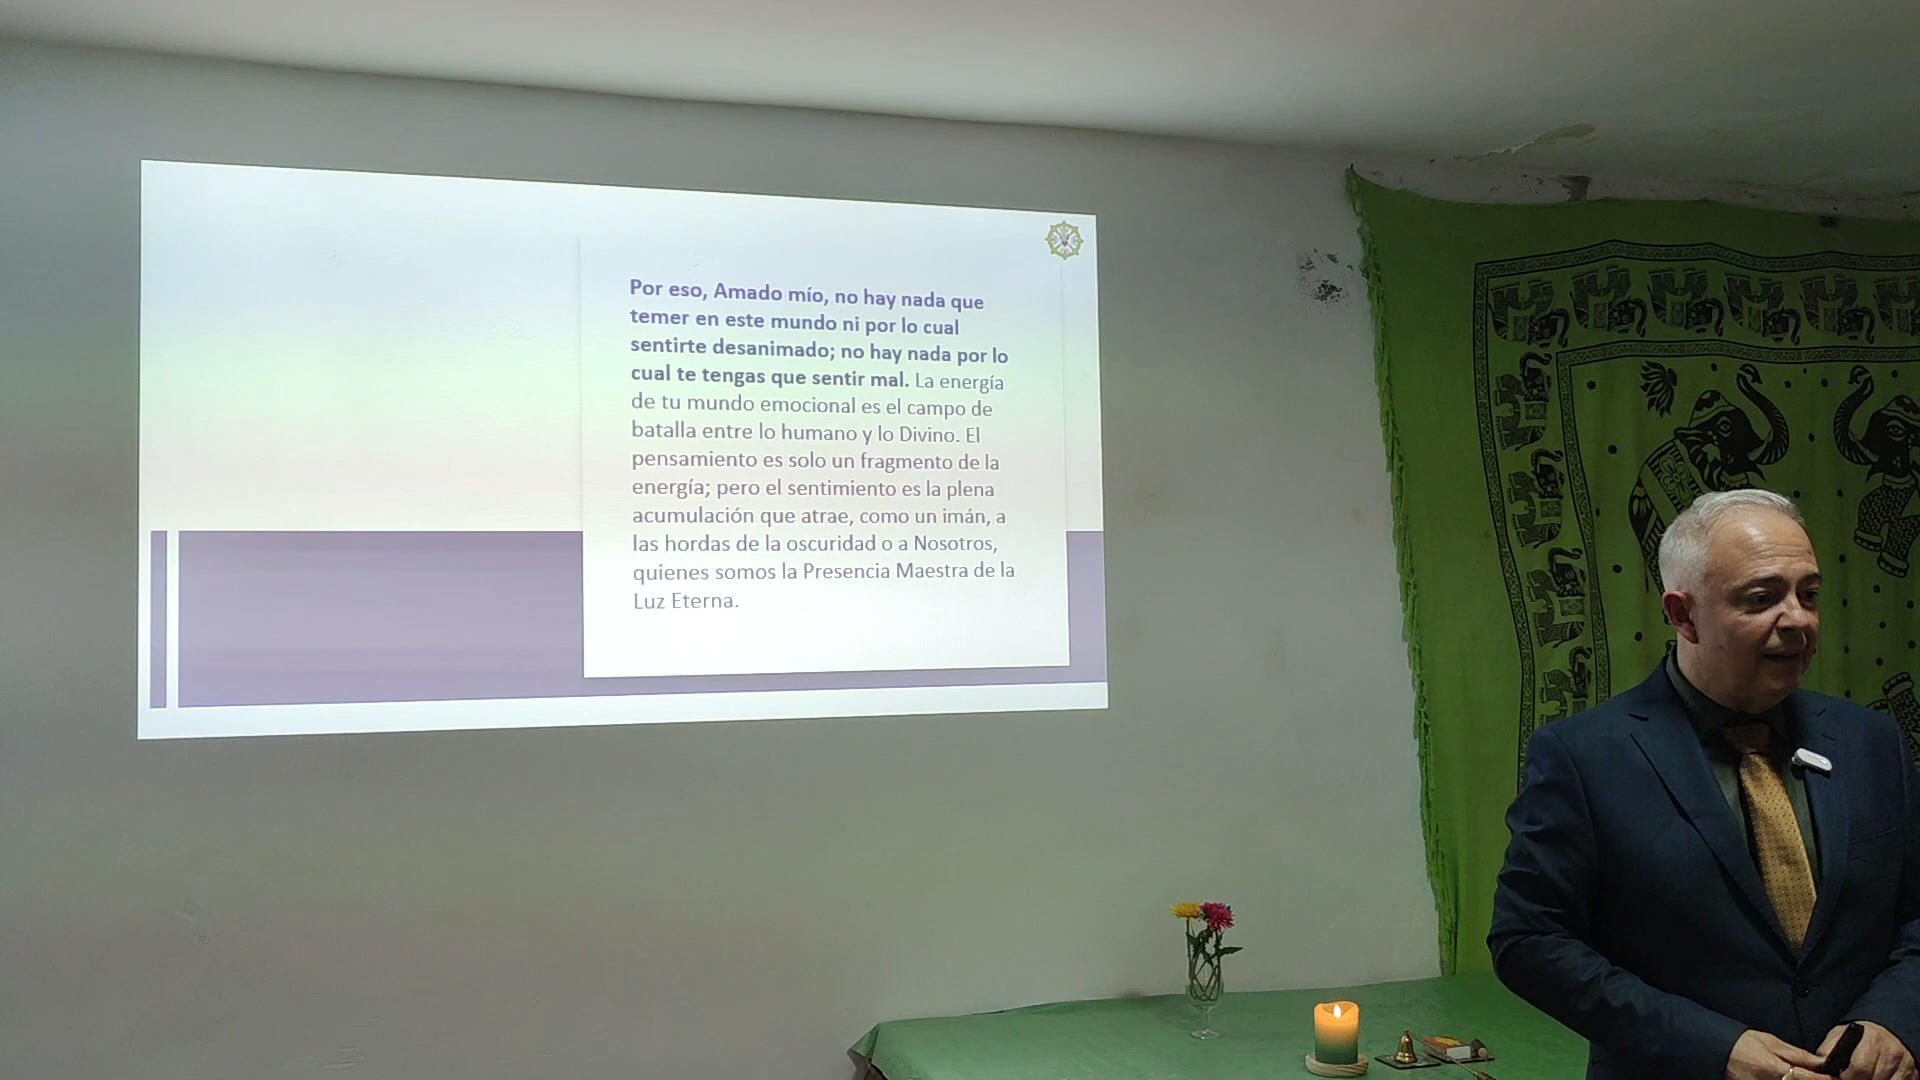 Por eso, Amado mío, no hay nada que
temer en este mundo ni por lo cual
sentirte desanimado; no hay nada por lo
cual te tengas que sentir mal. La energía
de tu mundo emocional es el campo de
batalla entre lo humano y lo Divino. El
pensamiento es solo un fragmento de la
energía; pero el sentimiento es la plena
acumulación que atrae, como un imán, a
las hordas de la oscuridad o a Nosotros,
quienes somos la Presencia Maestra de la
Luz Eterna.